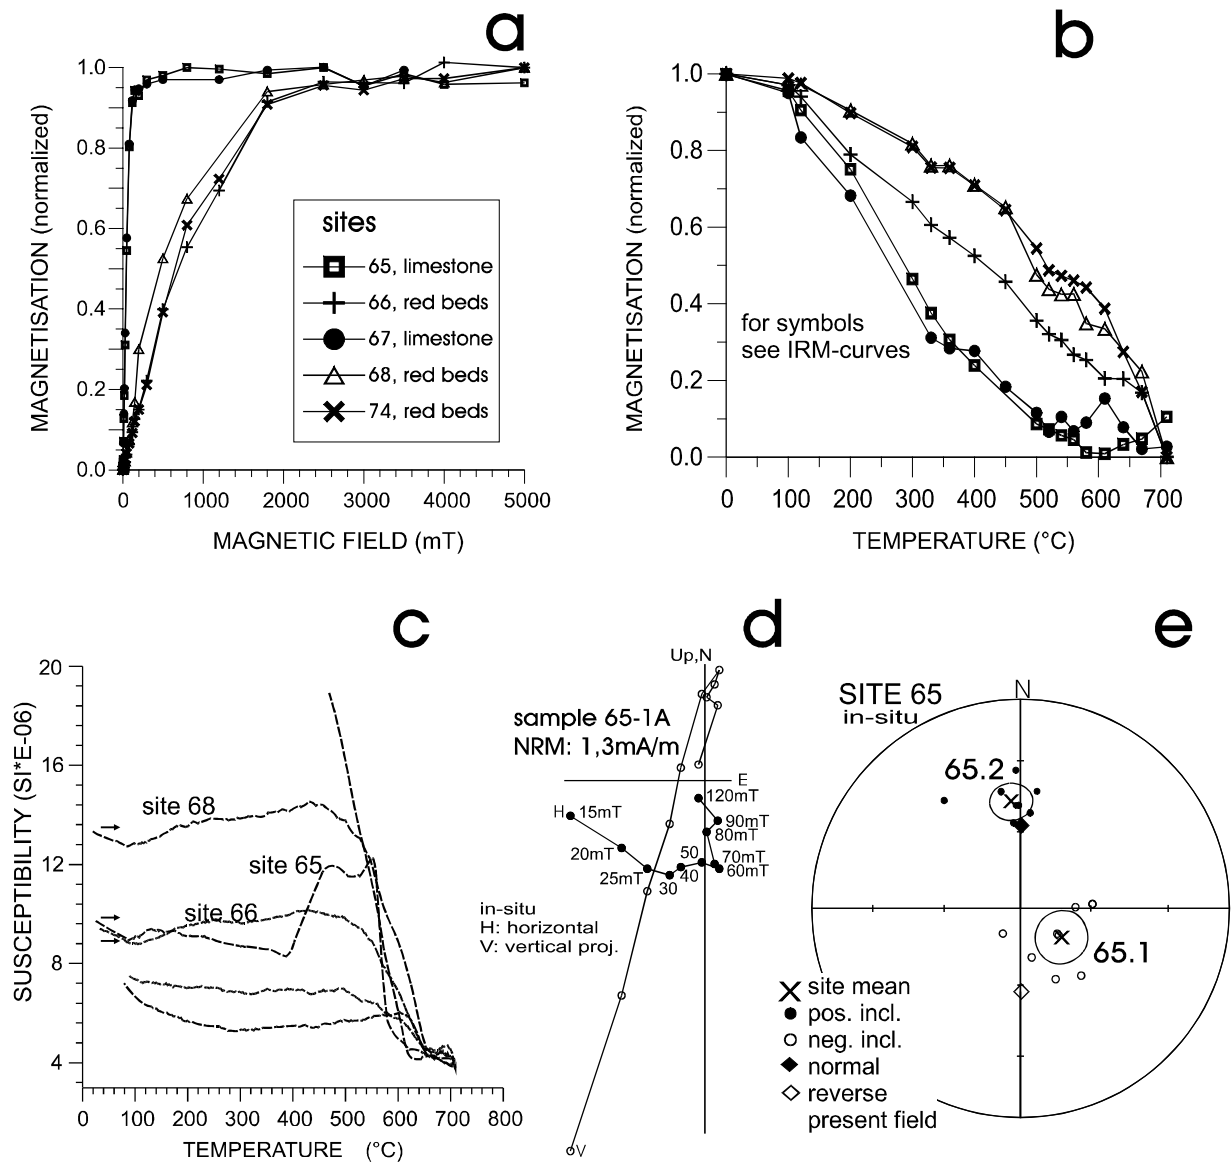 a
MAGNETISATION (normalized)
1.0
0.8
0.6
0.4
0.2
0.0
0
1000
2000
3000
4000
5000
MAGNETIC FIELD (mT)
sites
65, limestone
66, red beds
67, limestone
68, red beds
74, red beds
b
MAGNETISATION (normalized)
1.0
0.8
0.6
0.4
0.2
0.0
for symbols
see IRM-curves
0
100
200
300
400
500
600
700
TEMPERATURE (°C)
c
SUSCEPTIBILITY (SI*E-06)
20
16
12
8
4
site 68
site 65
site 66
0
100
200
300
400
500
600
700
800
TEMPERATURE (°C)
d
Up,N
sample 65-1A
NRM: 1,3mA/m
E
H
15mT
20mT
25mT
30
40
50
120mT
90mT
80mT
70mT
60mT
in-situ
H: horizontal
V: vertical proj.
V
e
SITE 65
in-situ
N
65.2
65.1
site mean
pos. incl.
neg. incl.
normal
reverse
present field